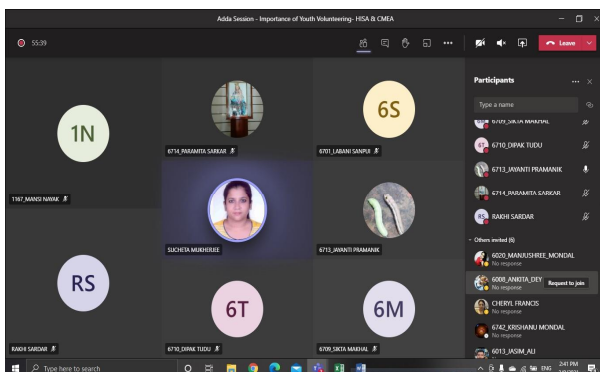 Adda Session - Importance of Youth Volunteering- HISA & CMEA
55:39
Leave
1N
1167_MANSI NAYAK
6714_PARAMITA SARKAR
6S
6701_LABANI SANPUI
SUCHETA MUKHERJEE
6713_JAYANTI PRAMANIK
RS
RAKHI SARDAR
6T
6710_DIPAK TUDU
6M
6709_SIKTA MAKHAL
Participants
Type a name
6709_SIKTA MAKHAL
6T
6710_DIPAK TUDU
6713_JAYANTI PRAMANIK
6714_PARAMITA SARKAR
RS
RAKHI SARDAR
Others invited (6)
6020_MANJUSHREE_MONDAL
No response
6008_ANKITA_DEY
No response
Request to join
CHERYL FRANCIS
No response
6742_KRISHANU MONDAL
No response
6013_JASIM_ALI
Type here to search
ENG
2:41 PM